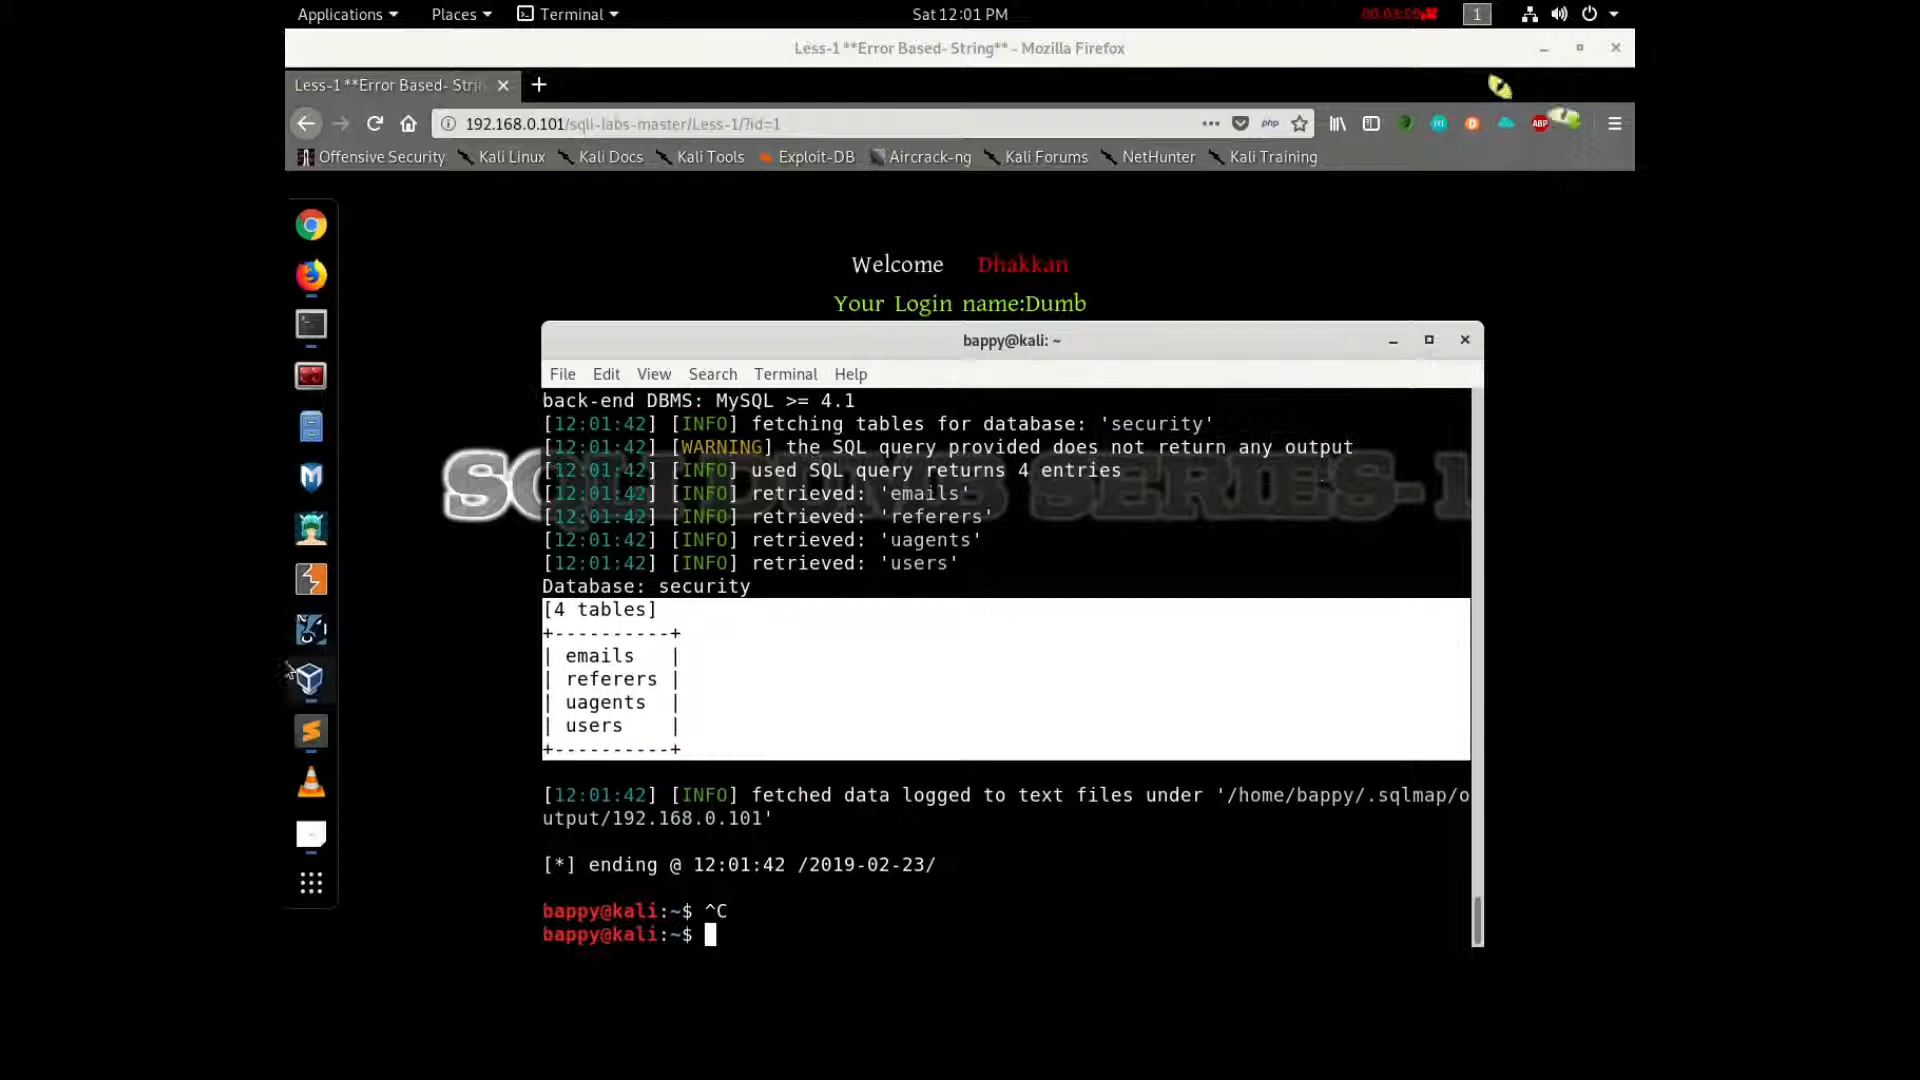 Applications Places Terminal Sat 12:01 PM 1
Less-1 **Error Based- String** - Mozilla Firefox
Less-1 **Error Based- Strin
192.168.0.101/sqli-labs-master/Less-1/?id=1 php ABP
Offensive Security Kali Linux Kali Docs Kali Tools Exploit-DB Aircrack-ng Kali Forums NetHunter Kali Training
Welcome Dhakkan
Your Login name:Dumb
bappy@kali: ~
File Edit View Search Terminal Help
back-end DBMS: MySQL >= 4.1
[12:01:42] [INFO] fetching tables for database: 'security'
[12:01:42] [WARNING] the SQL query provided does not return any output
[12:01:42] [INFO] used SQL query returns 4 entries
[12:01:42] [INFO] retrieved: 'emails'
[12:01:42] [INFO] retrieved: 'referers'
[12:01:42] [INFO] retrieved: 'uagents'
[12:01:42] [INFO] retrieved: 'users'
Database: security
[4 tables]
+----------+
| emails   |
| referers |
| uagents  |
| users    |
+----------+
[12:01:42] [INFO] fetched data logged to text files under '/home/bappy/.sqlmap/o
utput/192.168.0.101'
[*] ending @ 12:01:42 /2019-02-23/
bappy@kali:~$ ^C
bappy@kali:~$